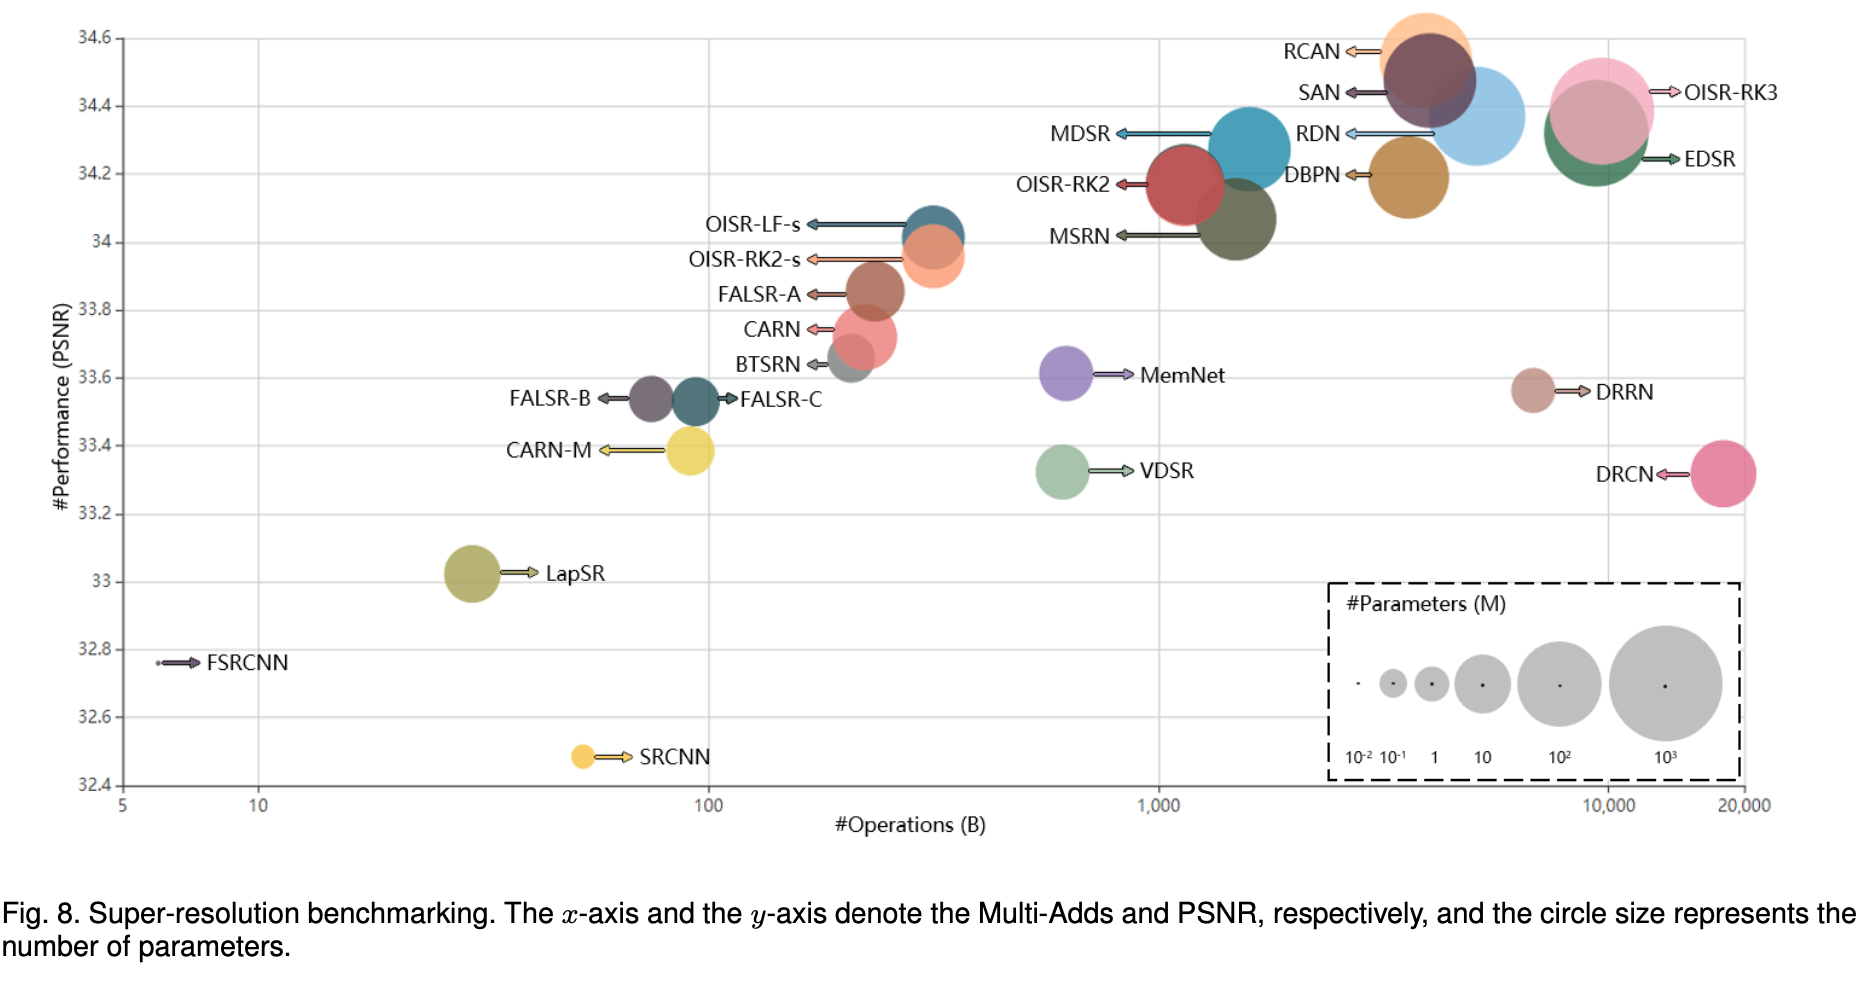 34.6
34.4
34.2
34
33.8
33.6
33.4
33.2
33
32.8
32.6
32.4
#Performance (PSNR)
RCAN
SAN
OISR-RK3
MDSR
RDN
EDSR
DBPN
OISR-RK2
OISR-LF-s
MSRN
OISR-RK2-s
FALSR-A
CARN
BTSRN
MemNet
DRRN
FALSR-B
FALSR-C
CARN-M
VDSR
DRCN
LapSR
FSRCNN
SRCNN
#Parameters (M)
10⁻² 10⁻¹ 1 10 10² 10³
5 10 100 1,000 10,000 20,000
#Operations (B)
Fig. 8. Super-resolution benchmarking. The x-axis and the y-axis denote the Multi-Adds and PSNR, respectively, and the circle size represents the
number of parameters.